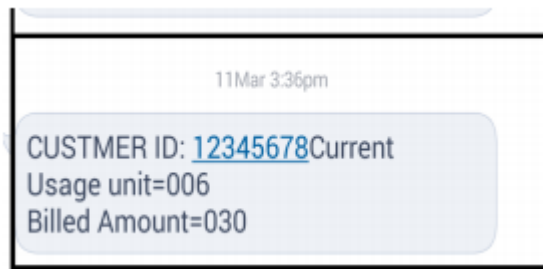 11Mar 3:36pm
CUSTMER ID: 12345678Current
Usage unit=006
Billed Amount=030